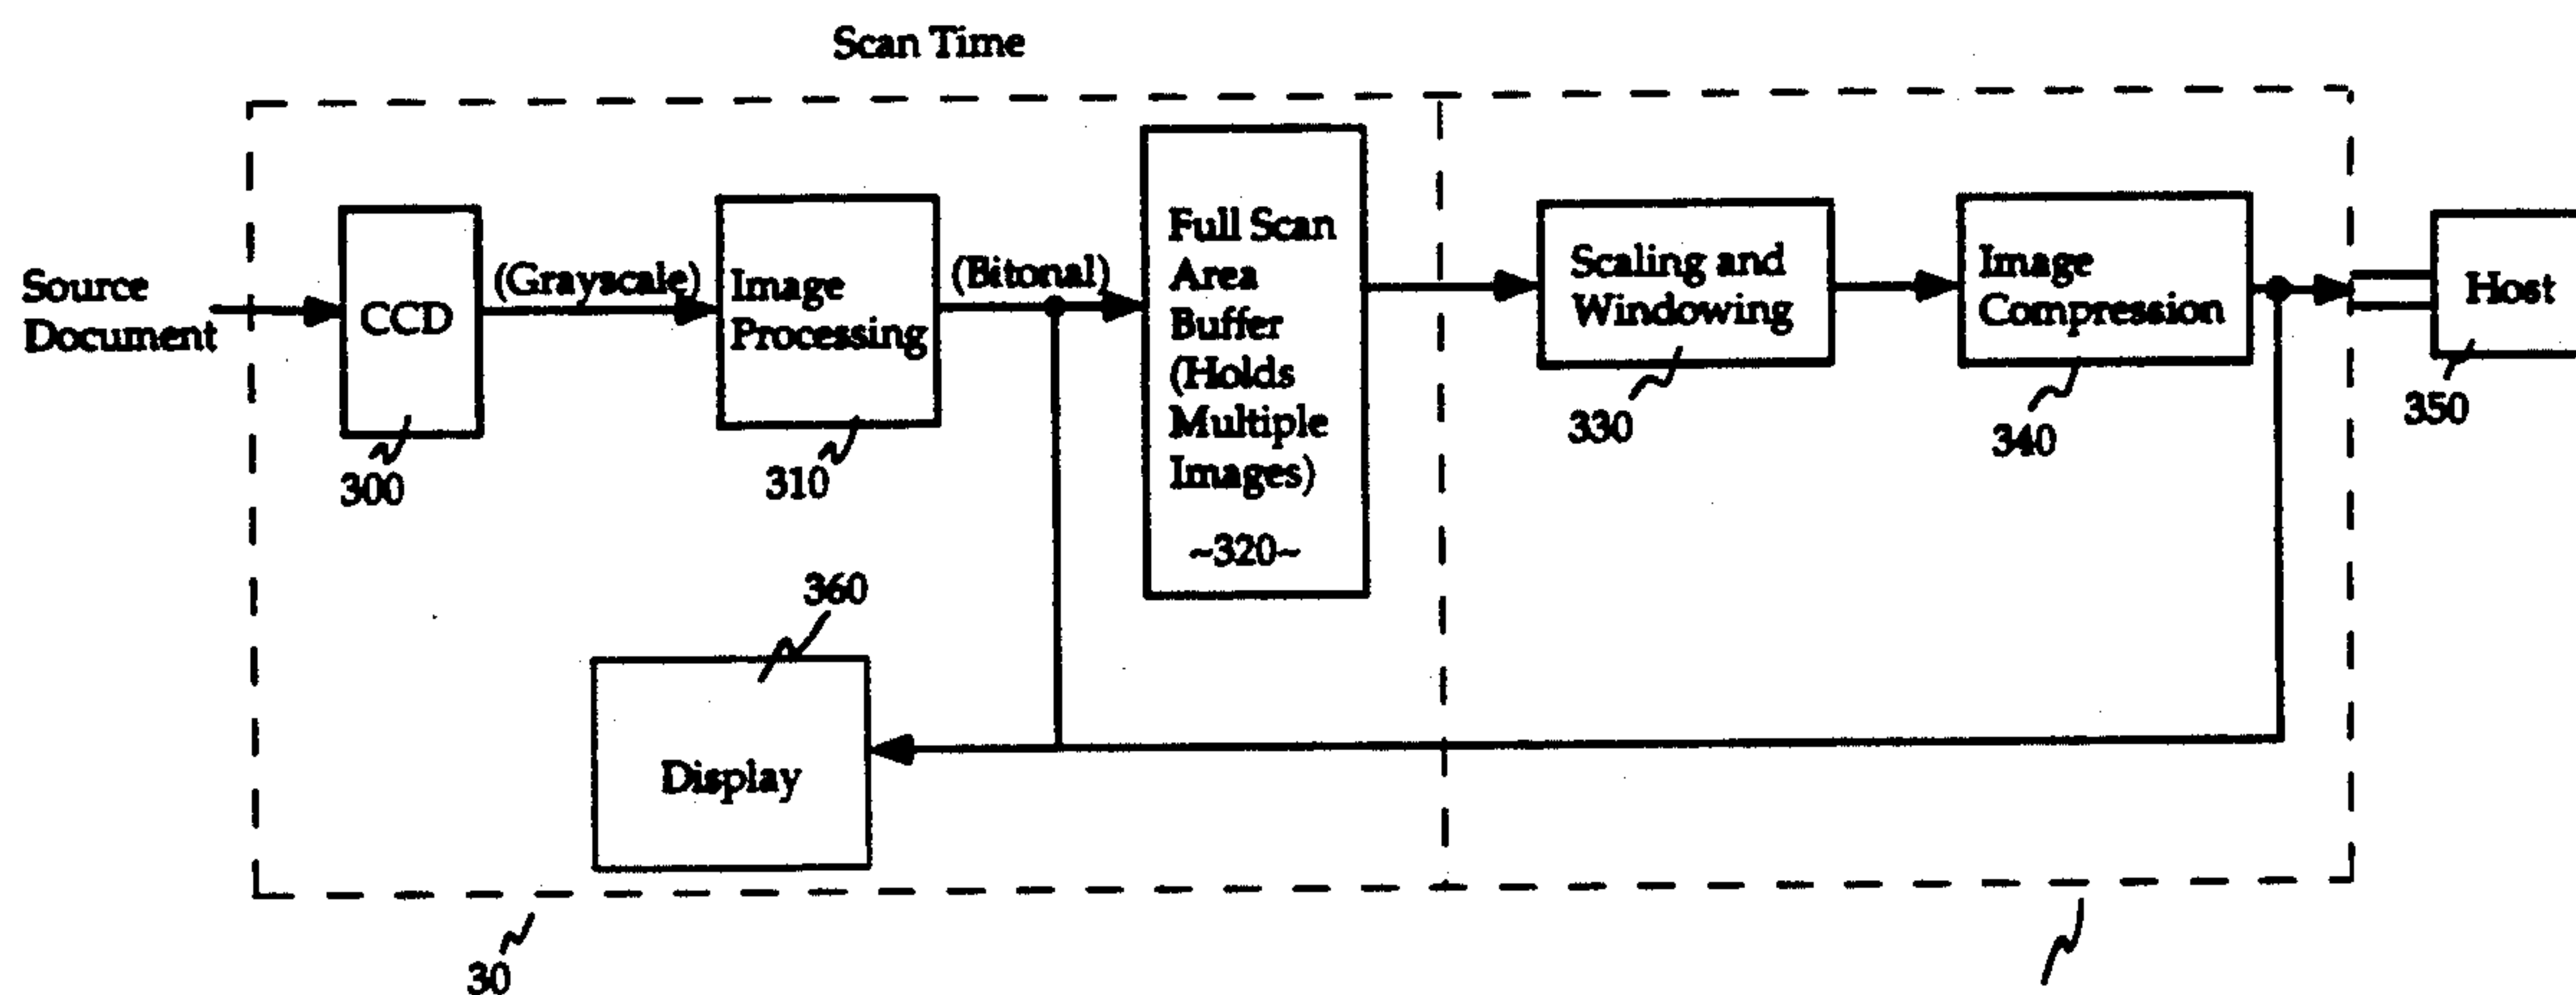 Scan Time
Source
Document
CCD
300
(Grayscale)
Image
Processing
310
(Bitonal)
Full Scan
Area
Buffer
(Holds
Multiple
Images)
~320~
Scaling and
Windowing
330
Image
Compression
340
Host
350
360
Display
30